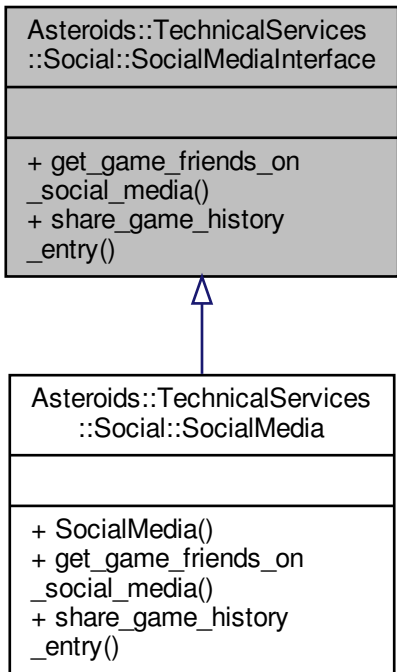 Asteroids::TechnicalServices
::Social::SocialMediaInterface
+ get_game_friends_on
_social_media()
+ share_game_history
_entry()
Asteroids::TechnicalServices
::Social::SocialMedia
+ SocialMedia()
+ get_game_friends_on
_social_media()
+ share_game_history
_entry()